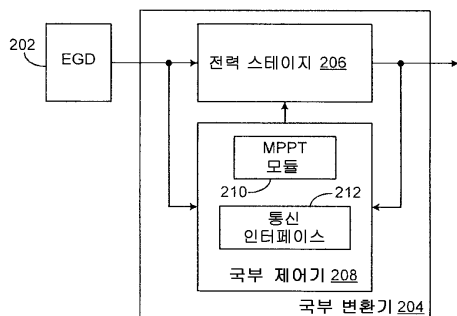 202
EGD
전력 스테이지 206
MPPT
모듈
210
212
통신
인터페이스
국부 제어기 208
국부 변환기 204